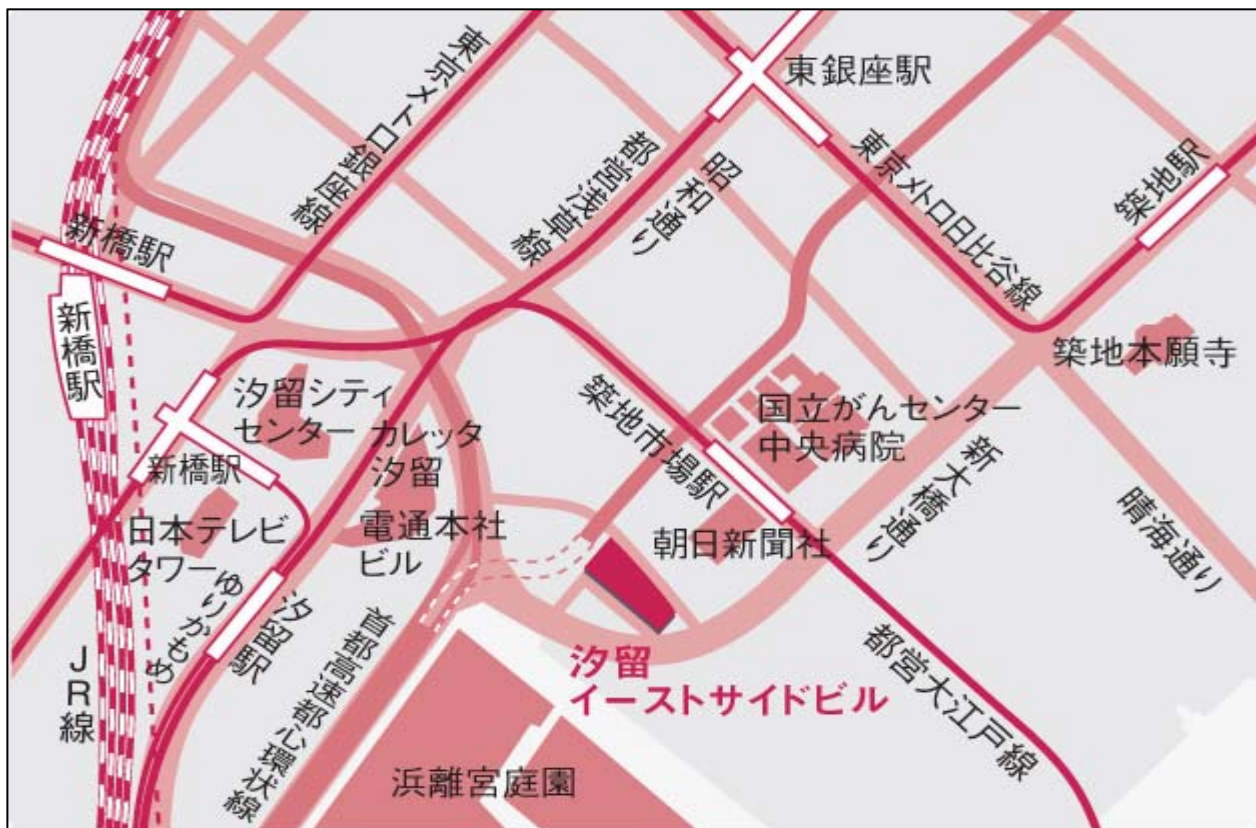 東銀座駅
東京メトロ銀座線
都営浅草線
昭和通り
東京メトロ日比谷線
築地駅
新橋駅
新橋駅
築地本願寺
汐留シティ
センター
カレッタ
汐留
築地市場駅
国立がんセンター
中央病院
新大橋通り
晴海通り
新橋駅
日本テレビ
タワー
電通本社
ビル
朝日新聞社
ゆりかもめ
汐留駅
首都高速都心環状線
JR線
汐留
イーストサイドビル
都営大江戸線
浜離宮庭園